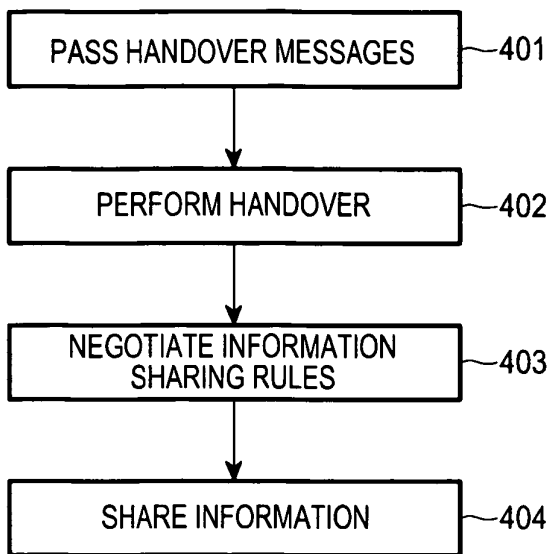 PASS HANDOVER MESSAGES 401
PERFORM HANDOVER 402
NEGOTIATE INFORMATION
SHARING RULES 403
SHARE INFORMATION 404